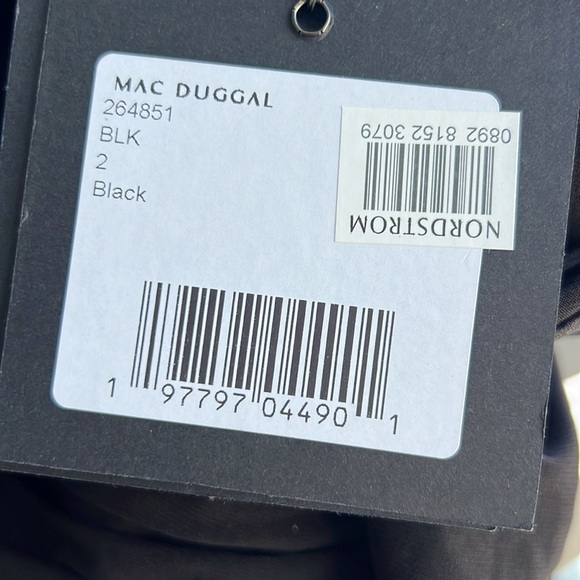 MAC DUGGAL
264851
BLK
2
Black
NORDSTROM
0892 8152 3079
1 97797 04490 1